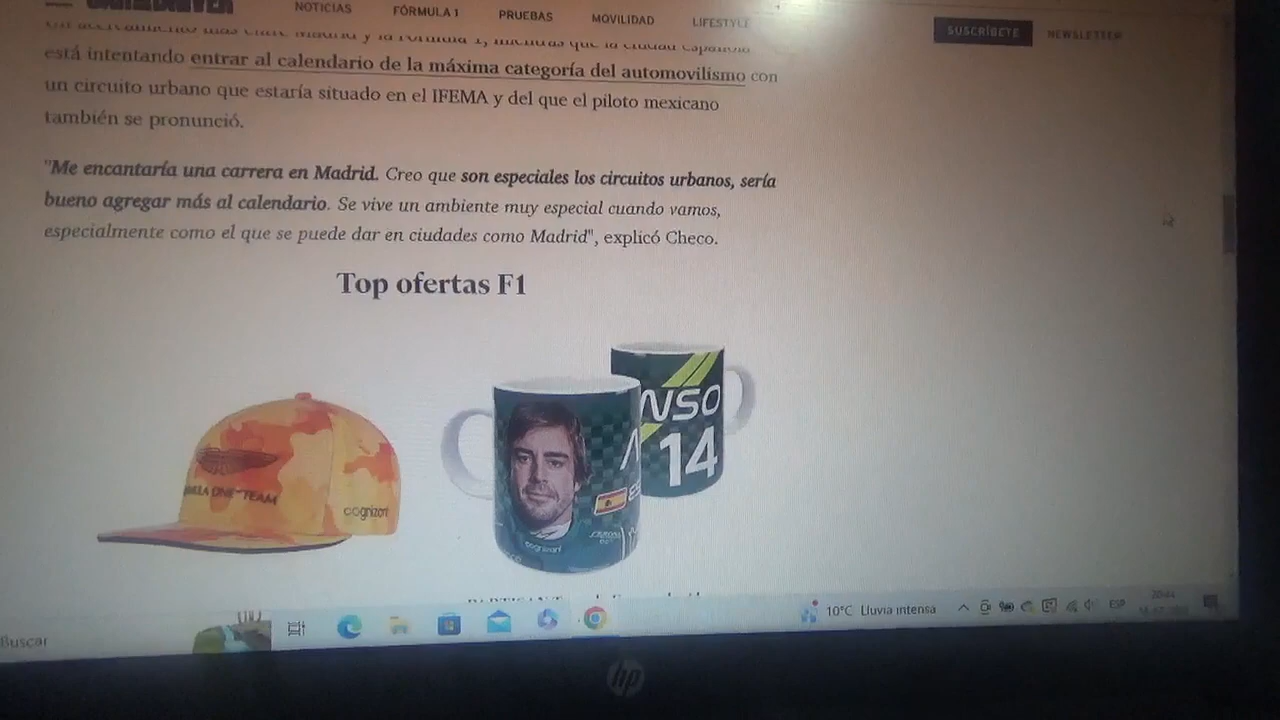 NOTICIAS FÓRMULA 1 PRUEBAS MOVILIDAD LIFESTYLE
SUSCRÍBETE NEWSLETTER
está intentando entrar al calendario de la máxima categoría del automovilismo con
un circuito urbano que estaría situado en el IFEMA y del que el piloto mexicano
también se pronunció.
"Me encantaría una carrera en Madrid. Creo que son especiales los circuitos urbanos, sería
bueno agregar más al calendario. Se vive un ambiente muy especial cuando vamos,
especialmente como el que se puede dar en ciudades como Madrid", explicó Checo.
Top ofertas F1
NSO
14
ONE TEAM
cognizant
cognizant
Buscar
10°C Lluvia intensa
ESP
hp